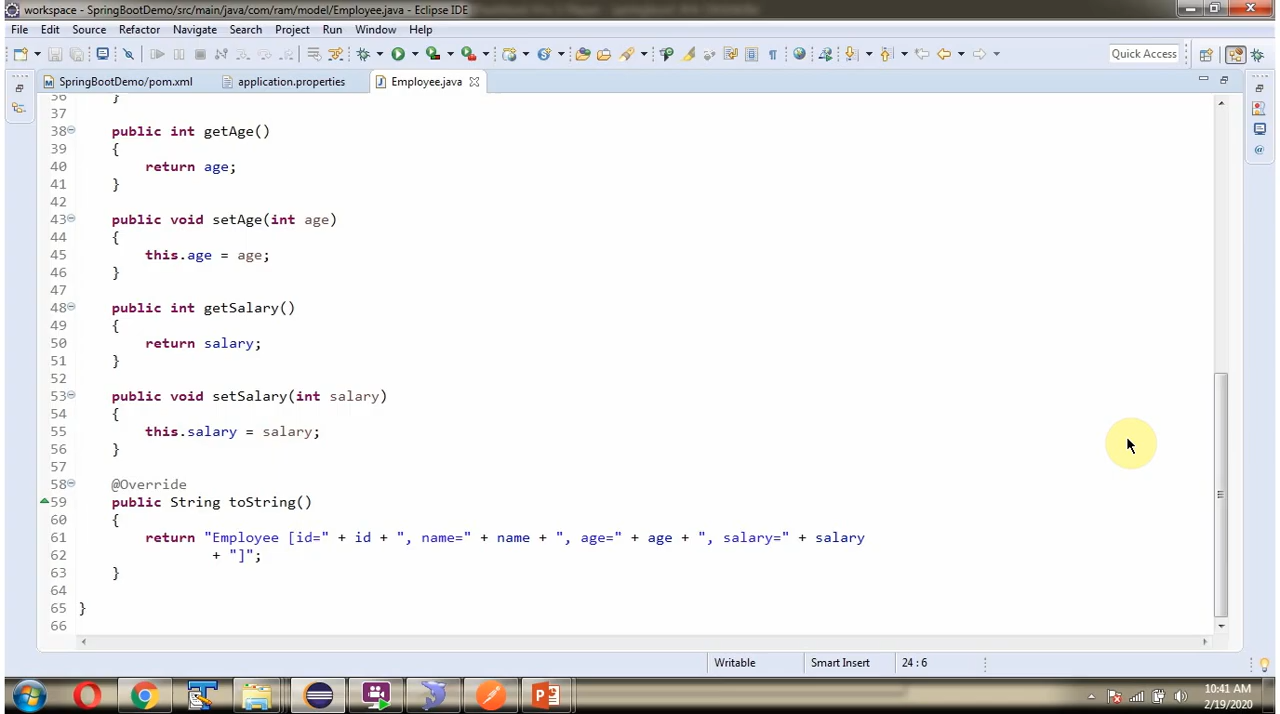 workspace - SpringBootDemo/src/main/java/com/ram/model/Employee.java - Eclipse IDE
File Edit Source Refactor Navigate Search Project Run Window Help
Quick Access
SpringBootDemo/pom.xml application.properties Employee.java
36 }
37
38 public int getAge()
39 {
40 return age;
41 }
42
43 public void setAge(int age)
44 {
45 this.age = age;
46 }
47
48 public int getSalary()
49 {
50 return salary;
51 }
52
53 public void setSalary(int salary)
54 {
55 this.salary = salary;
56 }
57
58 @Override
59 public String toString()
60 {
61 return "Employee [id=" + id + ", name=" + name + ", age=" + age + ", salary=" + salary
62 + "]";
63 }
64
65 }
66
Writable Smart Insert 24 : 6
10:41 AM
2/19/2020